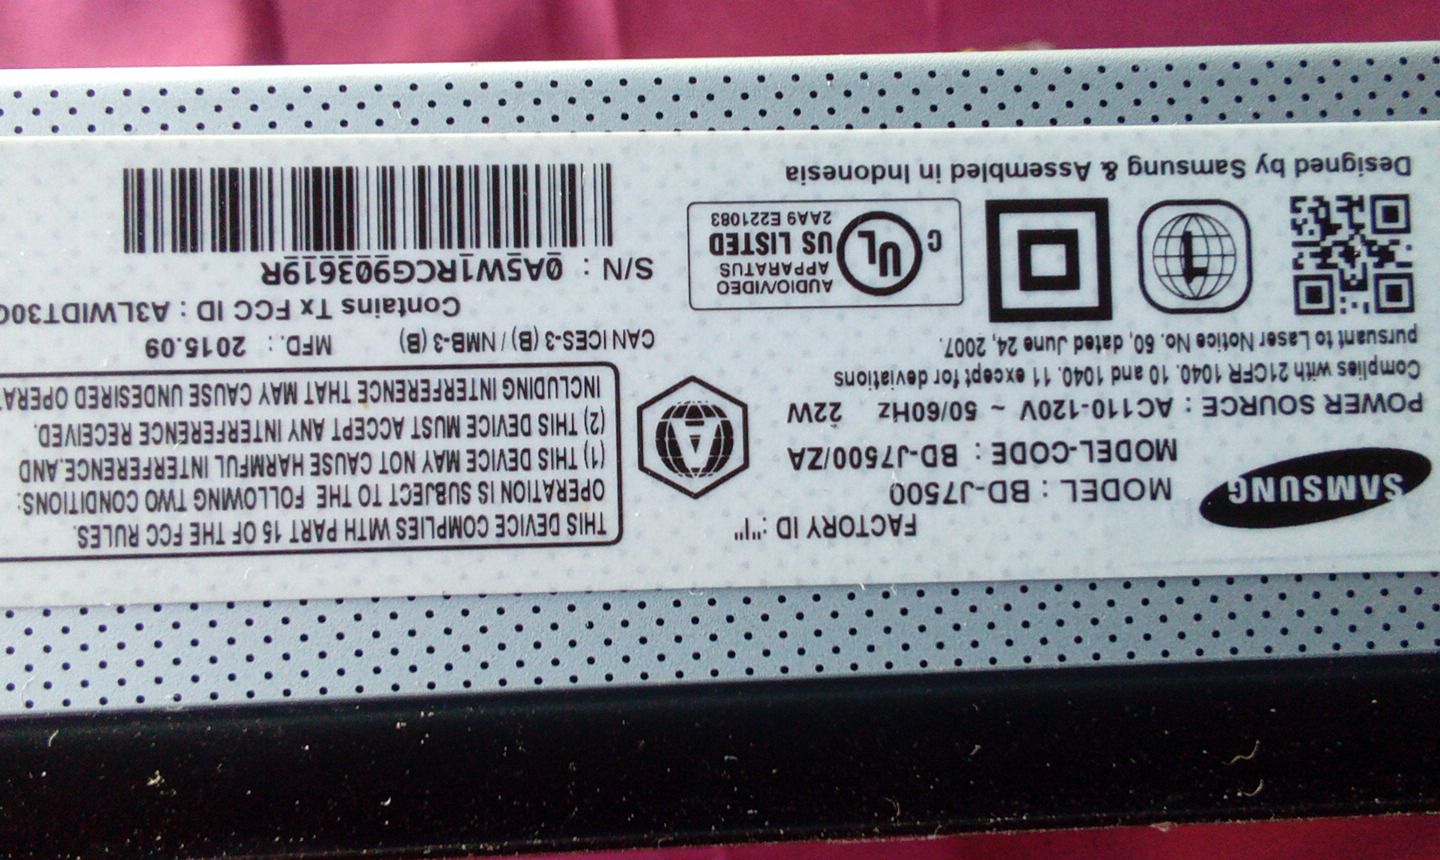 FACTORY ID :"I"
SAMSUNG
MODEL : BD-J7500
MODEL-CODE : BD-J7500/ZA
POWER SOURCE : AC110-120V ~ 50/60Hz 22W
Complies with 21CFR 1040. 10 and 1040. 11 except for deviations
pursuant to Laser Notice No. 50, dated June 24, 2007.
1
C UL US LISTED
AUDIO/VIDEO
APPARATUS
2AA9 E221083
Designed by Samsung & Assembled in Indonesia
THIS DEVICE COMPLIES WITH PART 15 OF THE FCC RULES.
OPERATION IS SUBJECT TO THE FOLLOWING TWO CONDITIONS:
(1) THIS DEVICE MAY NOT CAUSE HARMFUL INTERFERENCE, AND
(2) THIS DEVICE MUST ACCEPT ANY INTERFERENCE RECEIVED.
INCLUDING INTERFERENCE THAT MAY CAUSE UNDESIRED
CAN ICES-3 (B) / NMB-3 (B) MFD.: 2015.09
Contains Tx FCC ID : A3LWIDT30
S/N : 0A5W1RCG903619R